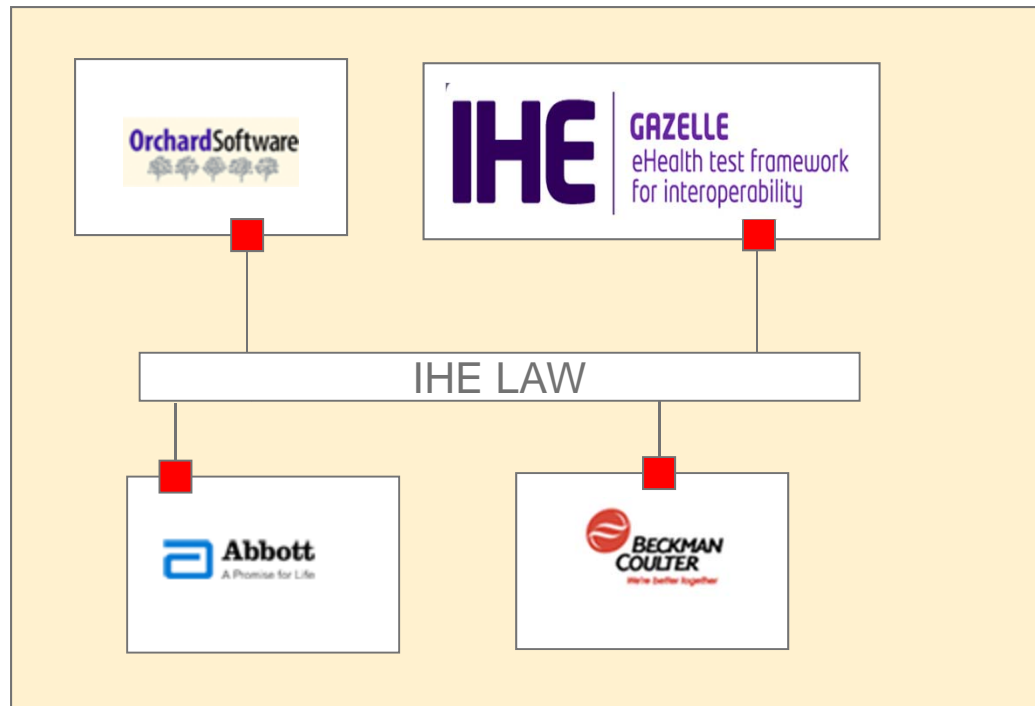 OrchardSoftware
IHE
GAZELLE
eHealth test framework
for interoperability
IHE LAW
Abbott
A Promise for Life
BECKMAN
COULTER
We're better together